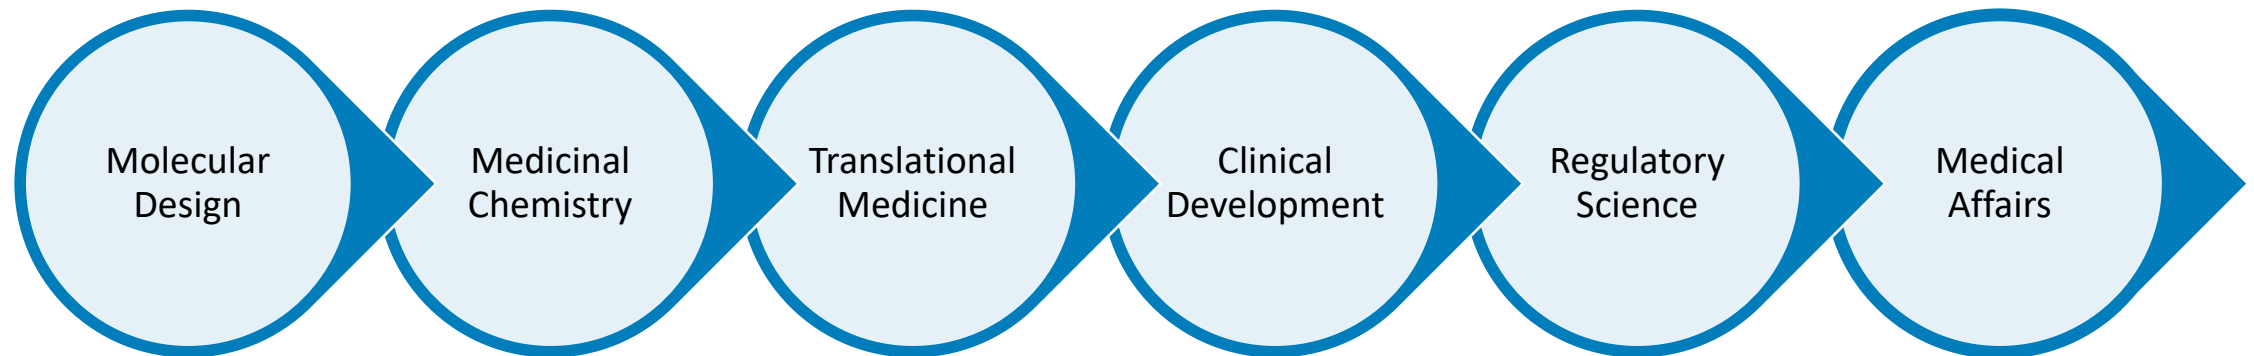 Molecular
Design
Medicinal
Chemistry
Translational
Medicine
Clinical
Development
Regulatory
Science
Medical
Affairs